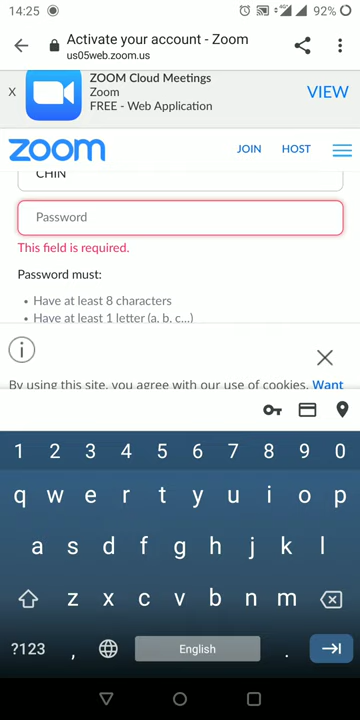 14:25
92%
Activate your account - Zoom
us05web.zoom.us
X
ZOOM Cloud Meetings
Zoom
FREE - Web Application
VIEW
zoom
JOIN
HOST
CHIN
Password
This field is required.
Password must:
• Have at least 8 characters
• Have at least 1 letter (a, b, c...)
By using this site, you agree with our use of cookies. Want
1 2 3 4 5 6 7 8 9 0
q w e r t y u i o p
a s d f g h j k l
z x c v b n m
?123 , English .